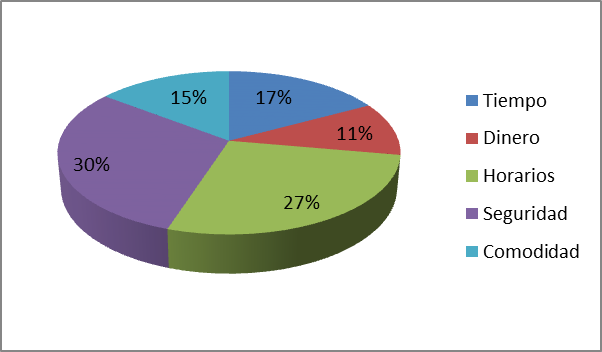 15%
17%
11%
30%
27%
Tiempo
Dinero
Horarios
Seguridad
Comodidad